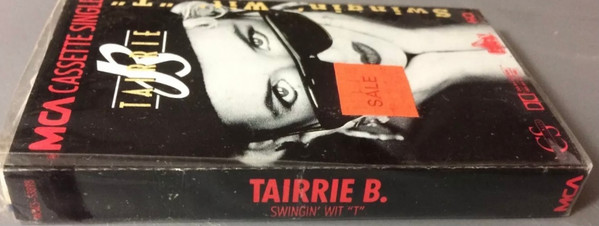 MCA CASSETTE SINGLE
Swingin' Wit "T"
B
TAIRRIE
SALE
TAIRRIE B.
SWINGIN' WIT "T"
MCA